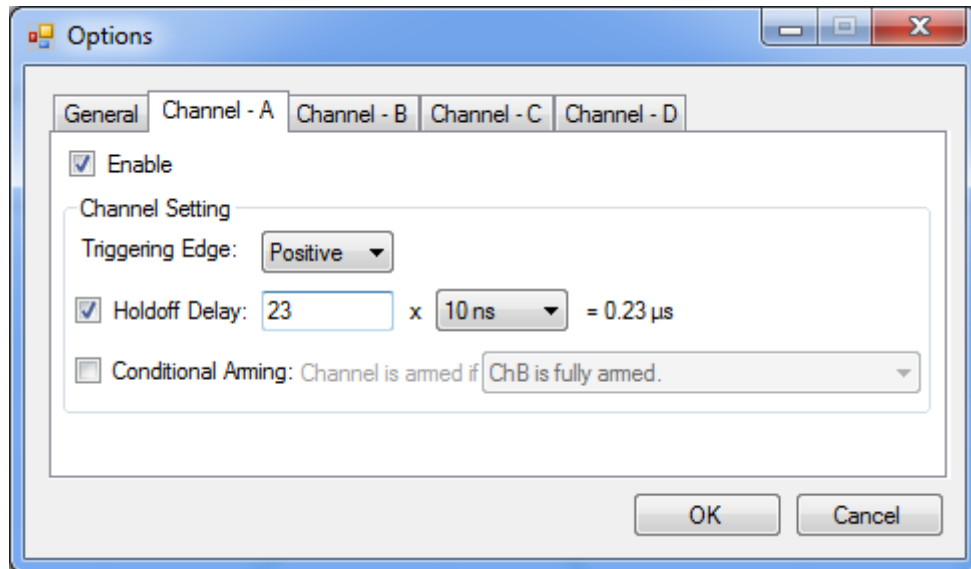 Options
General Channel - A Channel - B Channel - C Channel - D
Enable
Channel Setting
Triggering Edge: Positive
Holdoff Delay: 23 x 10 ns = 0.23 µs
Conditional Arming: Channel is armed if ChB is fully armed.
OK Cancel